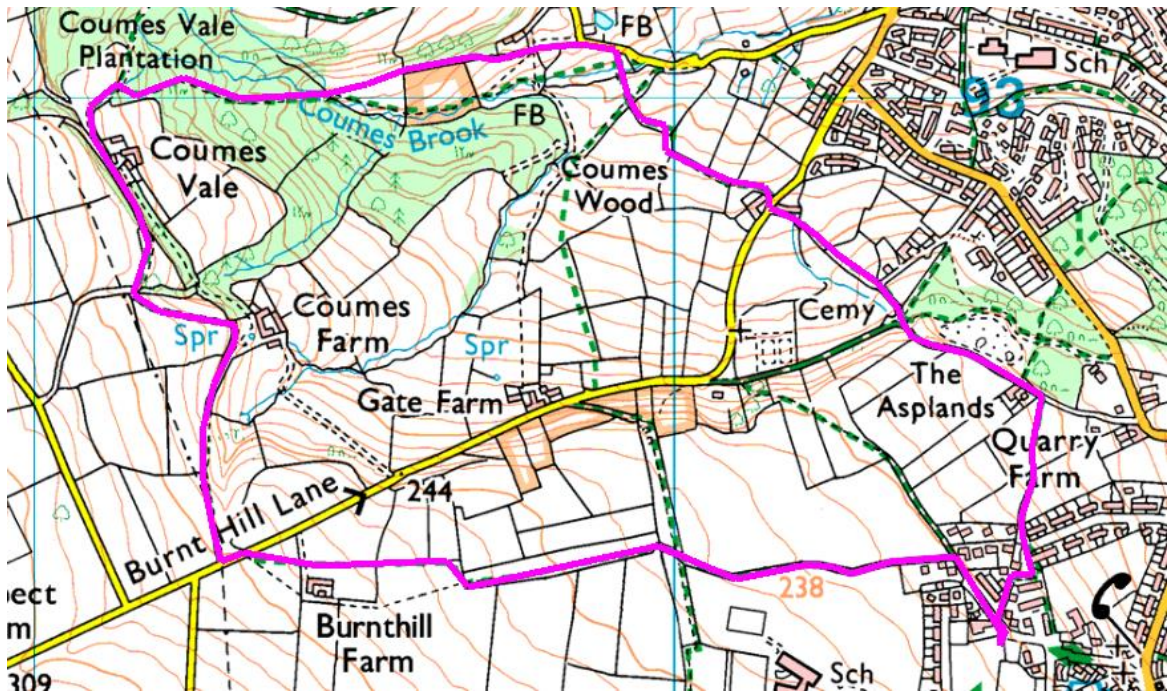 Coumes Vale
Plantation
FB
Sch
93
Coumes Brook
FB
Coumes
Vale
Coumes
Wood
Coumes
Farm
Spr
Spr
Cemy
Gate Farm
The
Asplands
Quarry
Farm
244
Burnt Hill Lane
238
ect
m
Burnthill
Farm
Sch
309